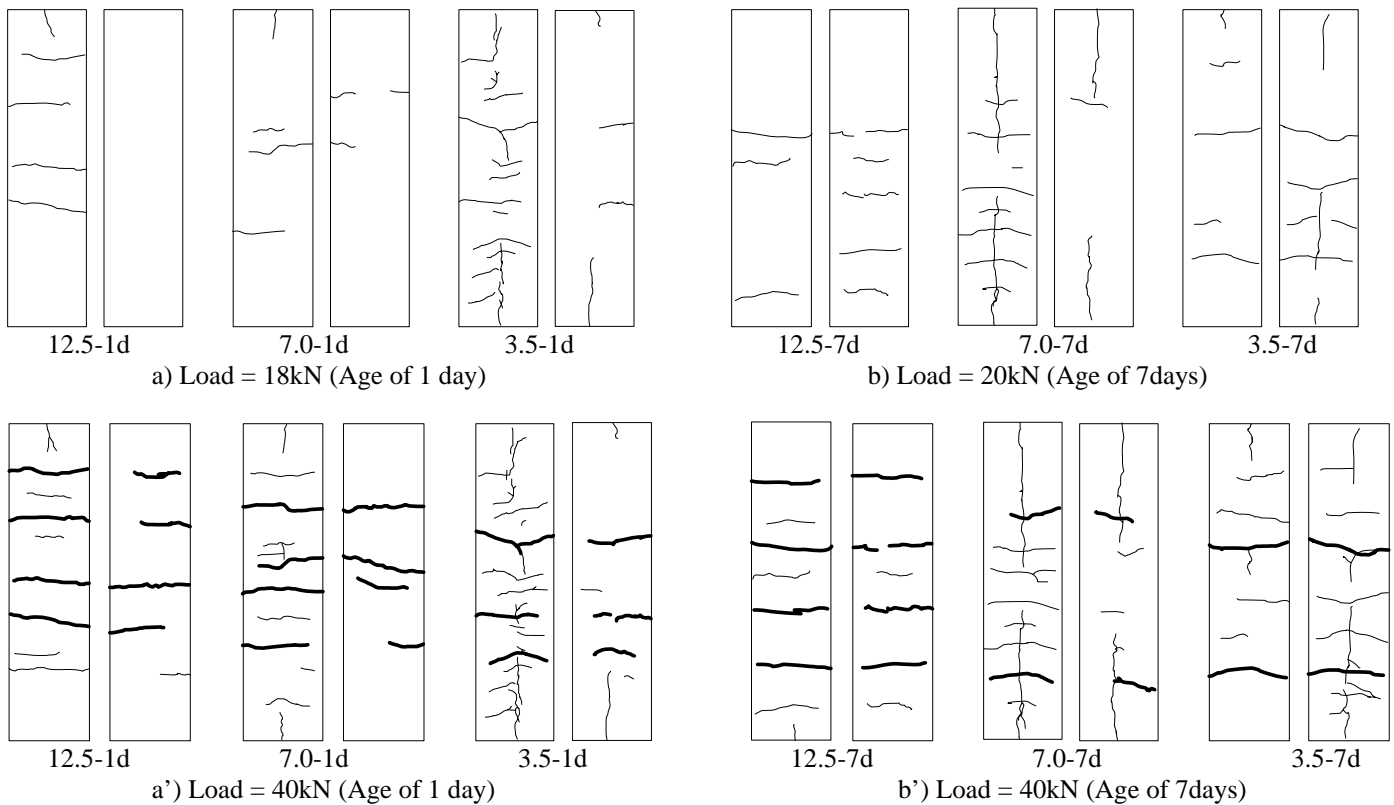 12.5-1d 7.0-1d 3.5-1d 12.5-7d 7.0-7d 3.5-7d
a) Load = 18kN (Age of 1 day) b) Load = 20kN (Age of 7days)
12.5-1d 7.0-1d 3.5-1d 12.5-7d 7.0-7d 3.5-7d
a’) Load = 40kN (Age of 1 day) b’) Load = 40kN (Age of 7days)